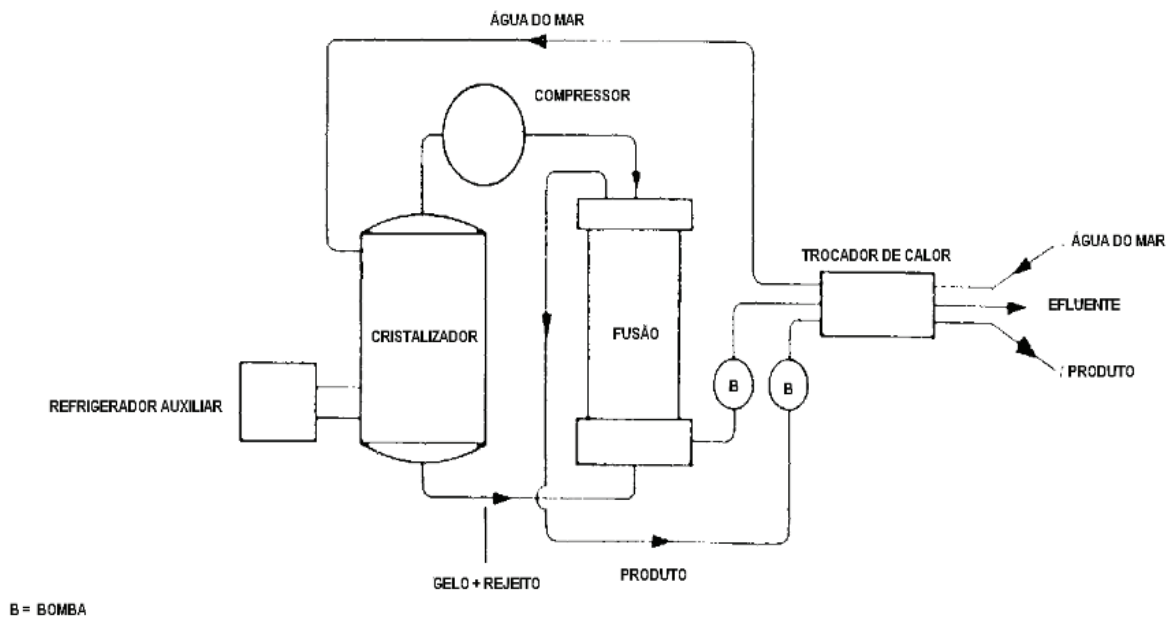 ÁGUA DO MAR
COMPRESSOR
TROCADOR DE CALOR
ÁGUA DO MAR
EFLUENTE
PRODUTO
CRISTALIZADOR
FUSÃO
B
B
REFRIGERADOR AUXILIAR
GELO + REJEITO
PRODUTO
B = BOMBA